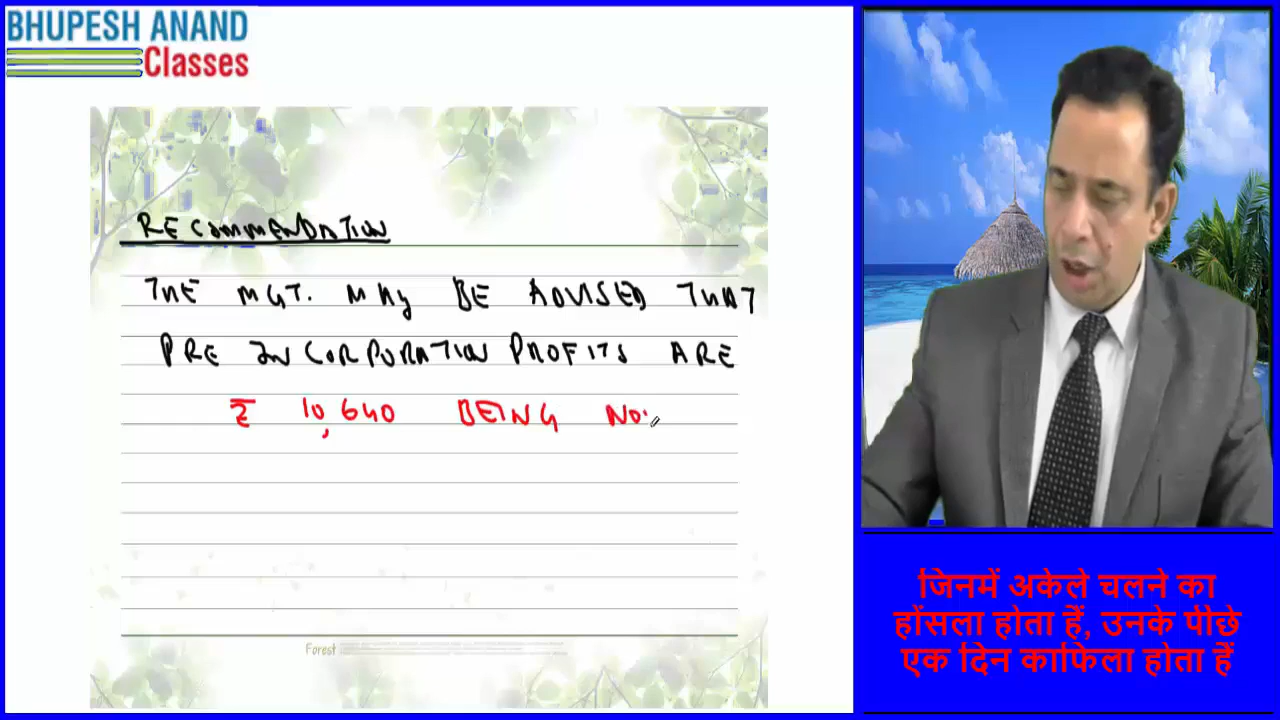 BHUPESH ANAND
Classes
RECOMMENDATION
THE MGT. MAY BE ADVISED THAT
PRE INCORPORATION PROFITS ARE
₹ 10,640 BEING NO.
Forest
जिनमें अकेले चलने का
होंसला होता हैं, उनके पीछे
एक दिन काफिला होता हैं